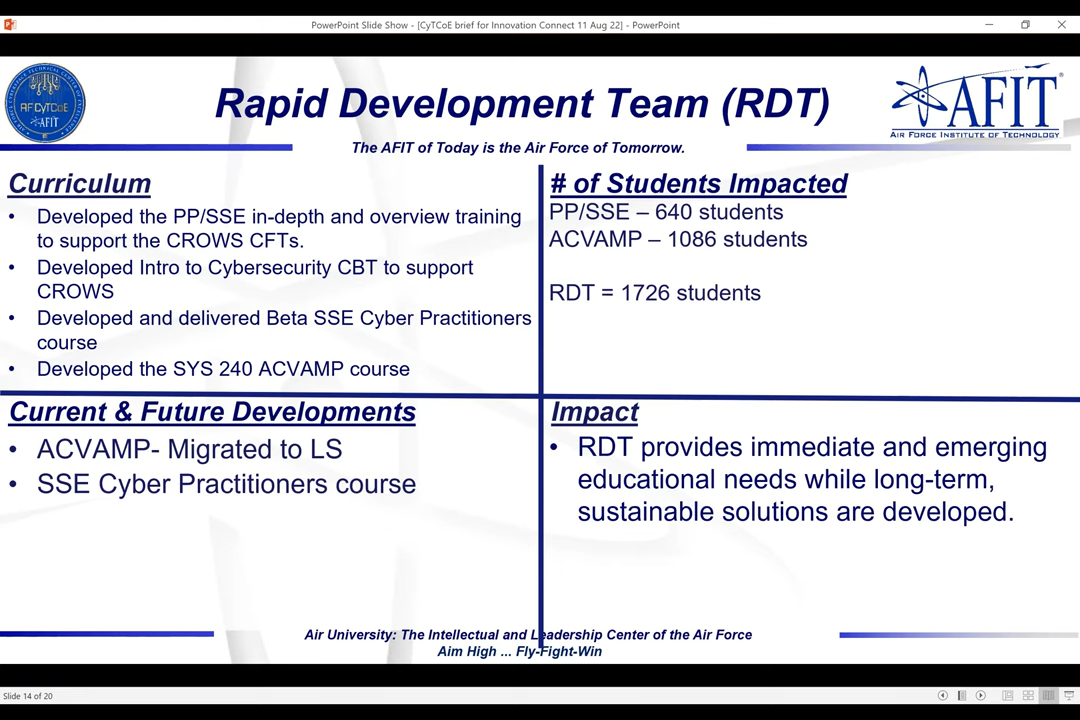 PowerPoint Slide Show - [CyTCoE brief for Innovation Connect 11 Aug 22] - PowerPoint
AF CyTCoE
AFIT
Rapid Development Team (RDT)
AFIT
AIR FORCE INSTITUTE OF TECHNOLOGY
The AFIT of Today is the Air Force of Tomorrow.
Curriculum
• Developed the PP/SSE in-depth and overview training
to support the CROWS CFTs.
• Developed Intro to Cybersecurity CBT to support
CROWS
• Developed and delivered Beta SSE Cyber Practitioners
course
• Developed the SYS 240 ACVAMP course
# of Students Impacted
PP/SSE – 640 students
ACVAMP – 1086 students
RDT = 1726 students
Current & Future Developments
• ACVAMP- Migrated to LS
• SSE Cyber Practitioners course
Impact
• RDT provides immediate and emerging
educational needs while long-term,
sustainable solutions are developed.
Air University: The Intellectual and Leadership Center of the Air Force
Aim High ... Fly-Fight-Win
Slide 14 of 20